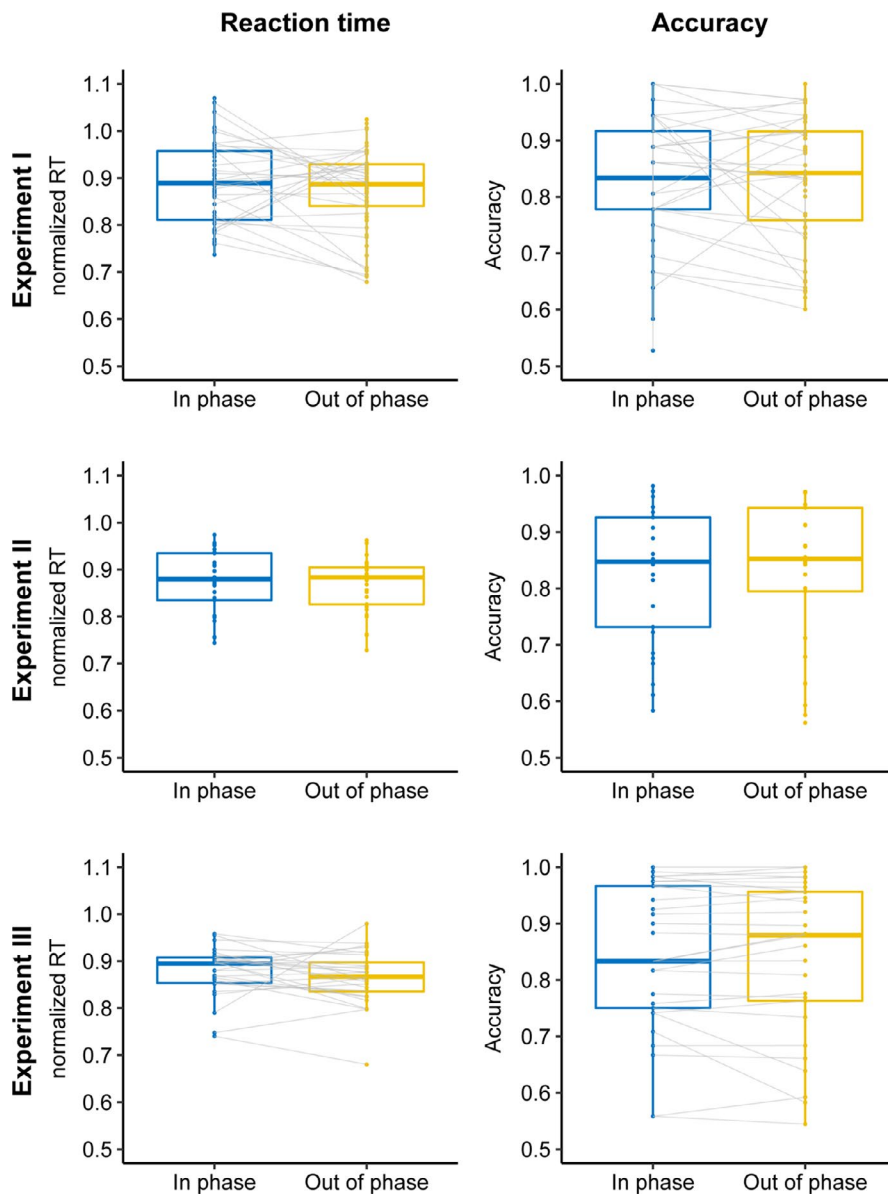 Reaction time
Accuracy
Experiment I
normalized RT
1.1
1.0
0.9
0.8
0.7
0.6
0.5
In phase
Out of phase
Accuracy
1.0
0.9
0.8
0.7
0.6
0.5
In phase
Out of phase
Experiment II
normalized RT
1.1
1.0
0.9
0.8
0.7
0.6
0.5
In phase
Out of phase
Accuracy
1.0
0.9
0.8
0.7
0.6
0.5
In phase
Out of phase
Experiment III
normalized RT
1.1
1.0
0.9
0.8
0.7
0.6
0.5
In phase
Out of phase
Accuracy
1.0
0.9
0.8
0.7
0.6
0.5
In phase
Out of phase